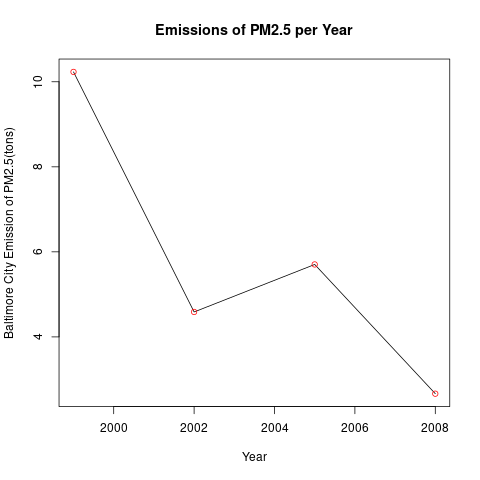 Emissions of PM2.5 per Year
Baltimore City Emission of PM2.5(tons)
10
8
6
4
2000 2002 2004 2006 2008
Year